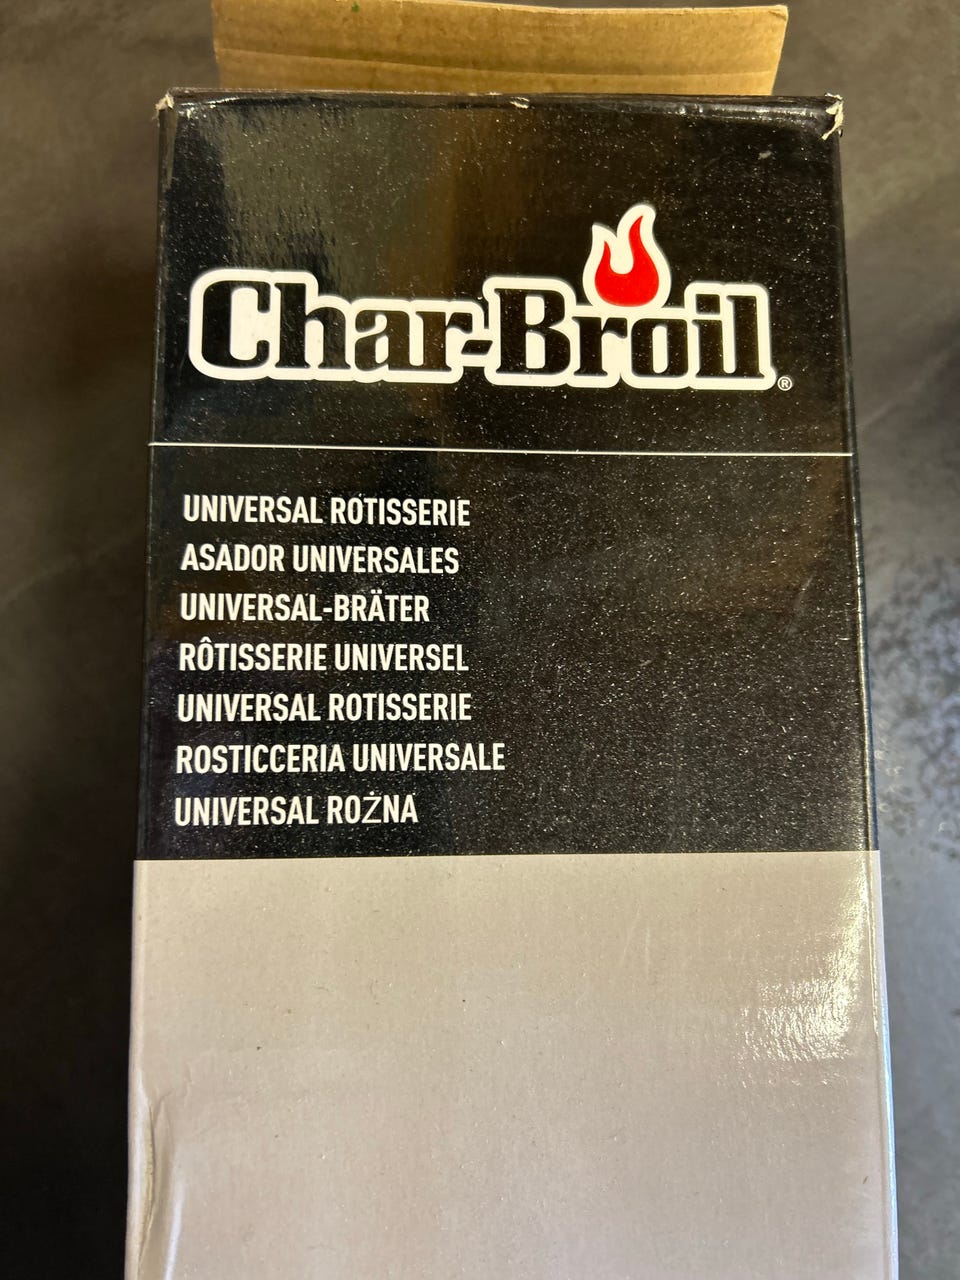 Char-Broil®
UNIVERSAL ROTISSERIE
ASADOR UNIVERSALES
UNIVERSAL-BRÄTER
RÔTISSERIE UNIVERSEL
UNIVERSAL ROTISSERIE
ROSTICCERIA UNIVERSALE
UNIVERSAL ROŻNA